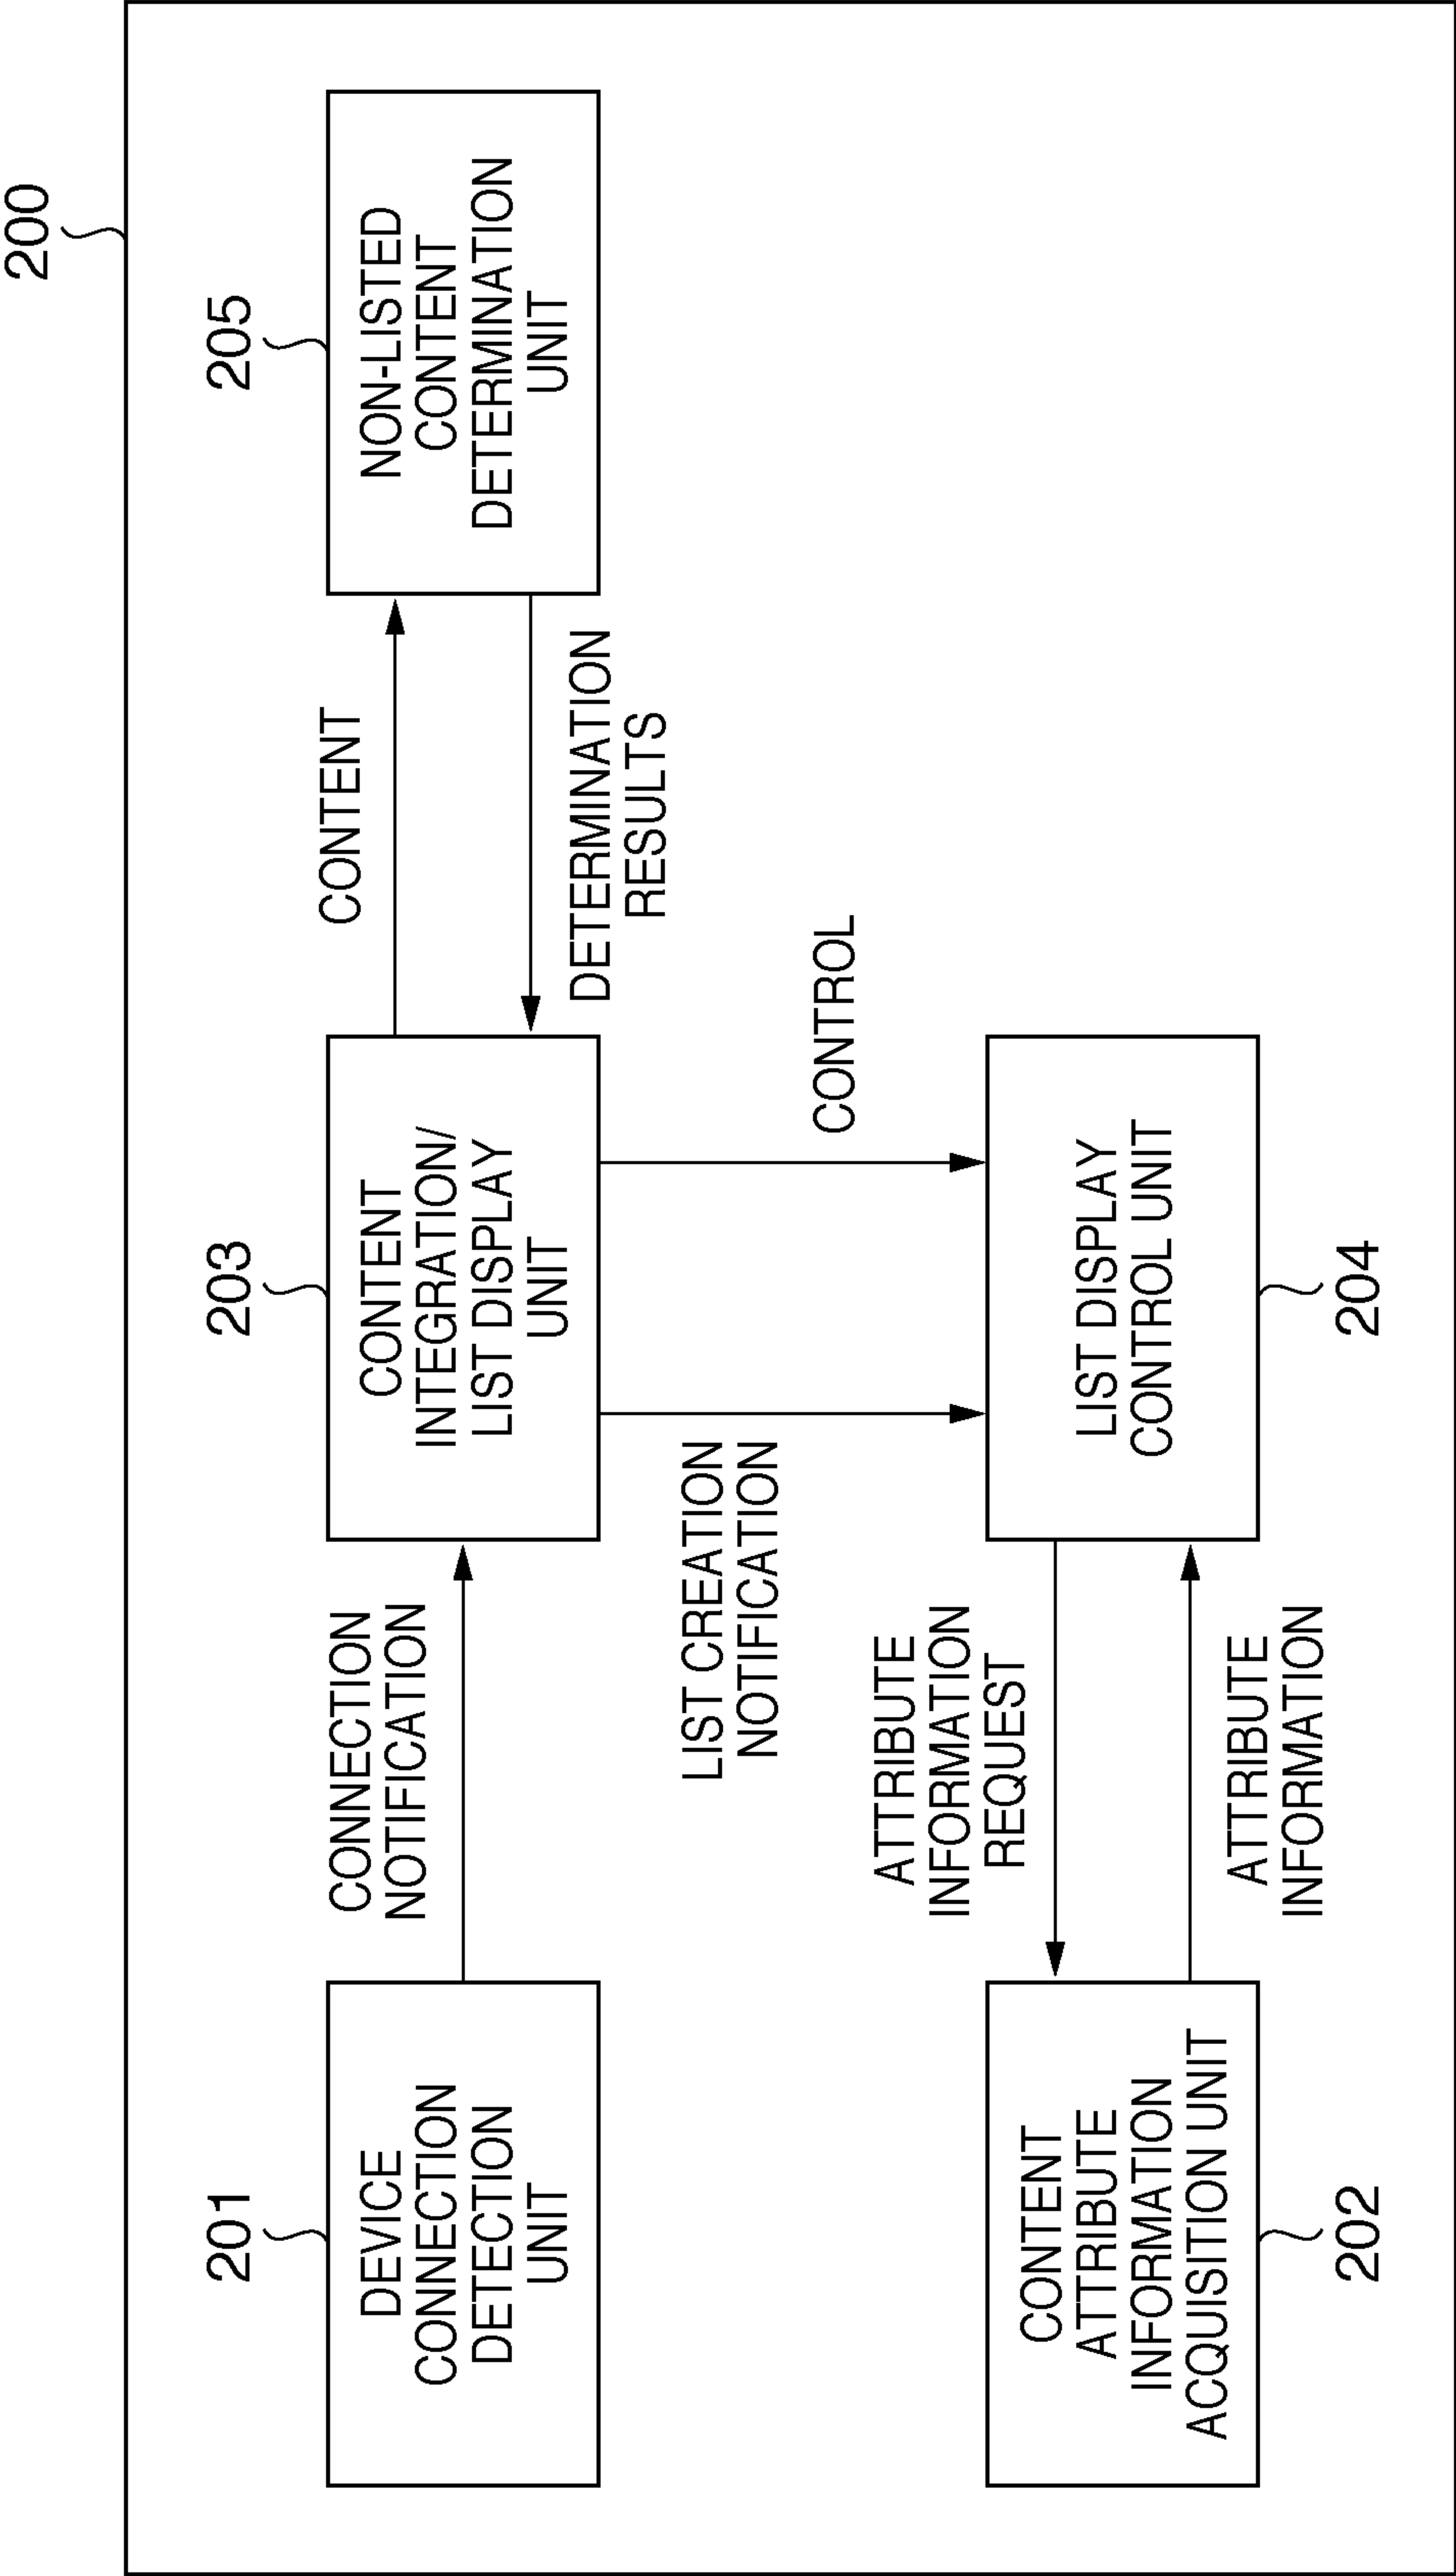 200
201
DEVICE
CONNECTION
DETECTION
UNIT
CONNECTION
NOTIFICATION
203
CONTENT
INTEGRATION/
LIST DISPLAY
UNIT
CONTENT
DETERMINATION
RESULTS
205
NON-LISTED
CONTENT
DETERMINATION
UNIT
LIST CREATION
NOTIFICATION
CONTROL
CONTENT
ATTRIBUTE
INFORMATION
ACQUISITION UNIT
202
ATTRIBUTE
INFORMATION
REQUEST
ATTRIBUTE
INFORMATION
LIST DISPLAY
CONTROL UNIT
204